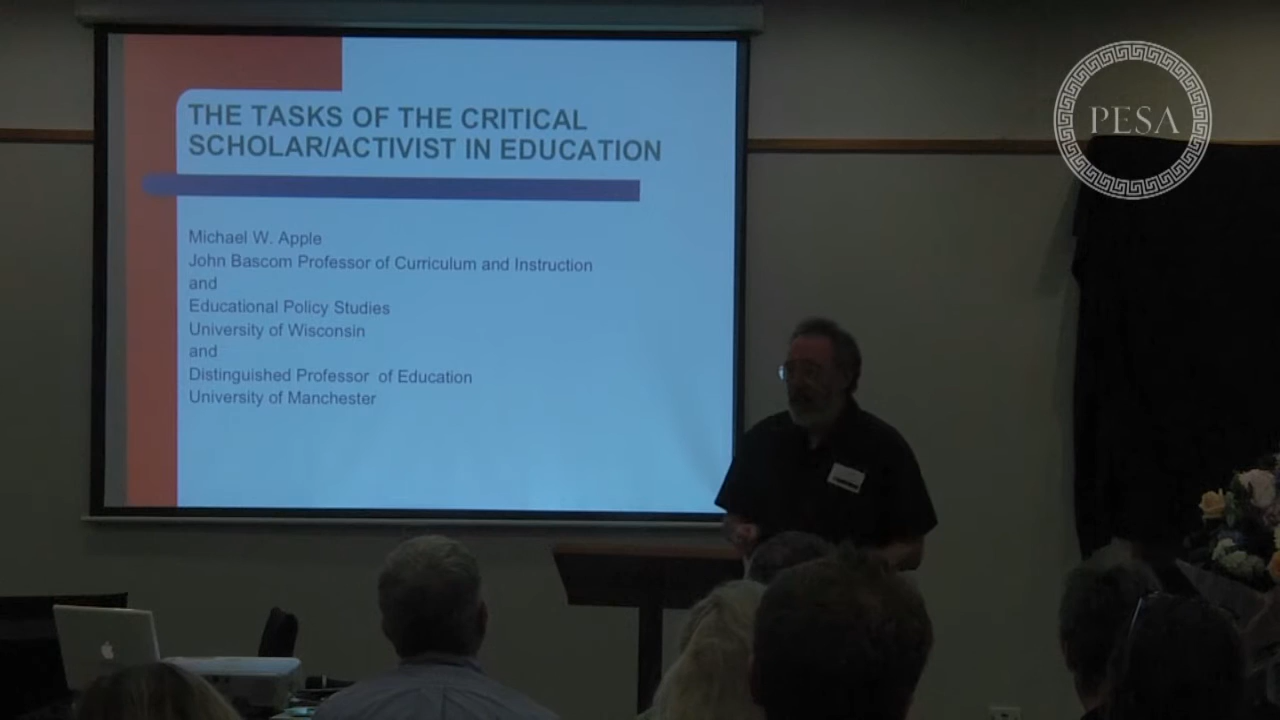 THE TASKS OF THE CRITICAL
SCHOLAR/ACTIVIST IN EDUCATION
Michael W. Apple
John Bascom Professor of Curriculum and Instruction
and
Educational Policy Studies
University of Wisconsin
and
Distinguished Professor of Education
University of Manchester
PESA